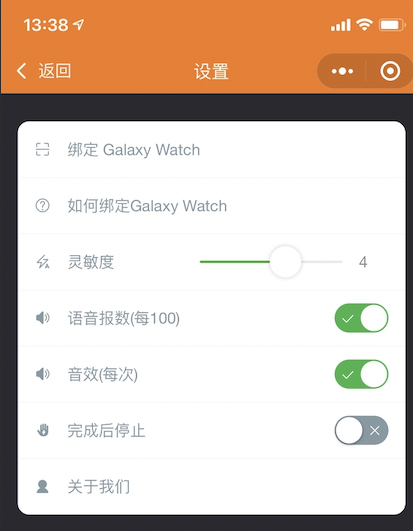 13:38
返回
设置
绑定 Galaxy Watch
如何绑定Galaxy Watch
灵敏度 4
语音报数(每100)
音效(每次)
完成后停止
关于我们